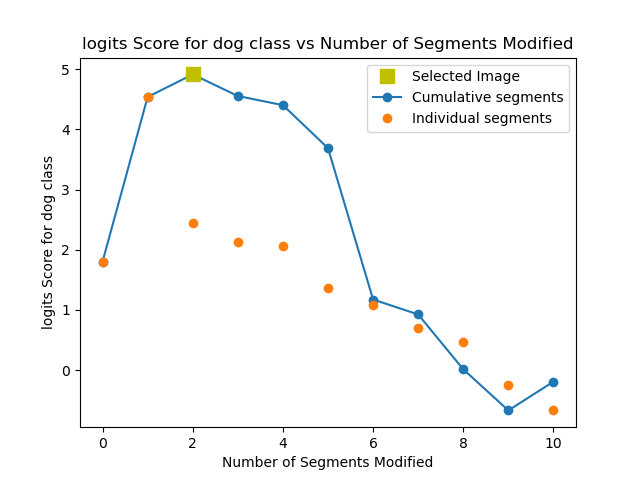 logits Score for dog class vs Number of Segments Modified
Selected Image
Cumulative segments
Individual segments
5
4
3
2
1
0
logits Score for dog class
0 2 4 6 8 10
Number of Segments Modified